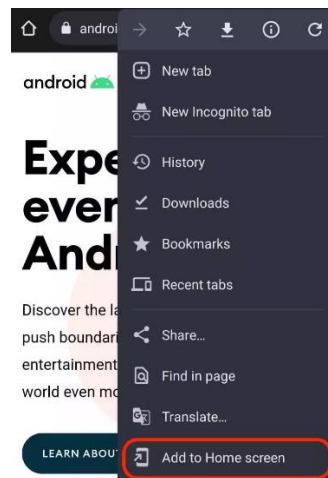 androi
New tab
android
New Incognito tab
Expe
ever
Andr
History
Downloads
Bookmarks
Recent tabs
Discover the la
push boundari
entertainment
world even mo
Share...
Find in page
Translate...
LEARN ABOU
Add to Home screen